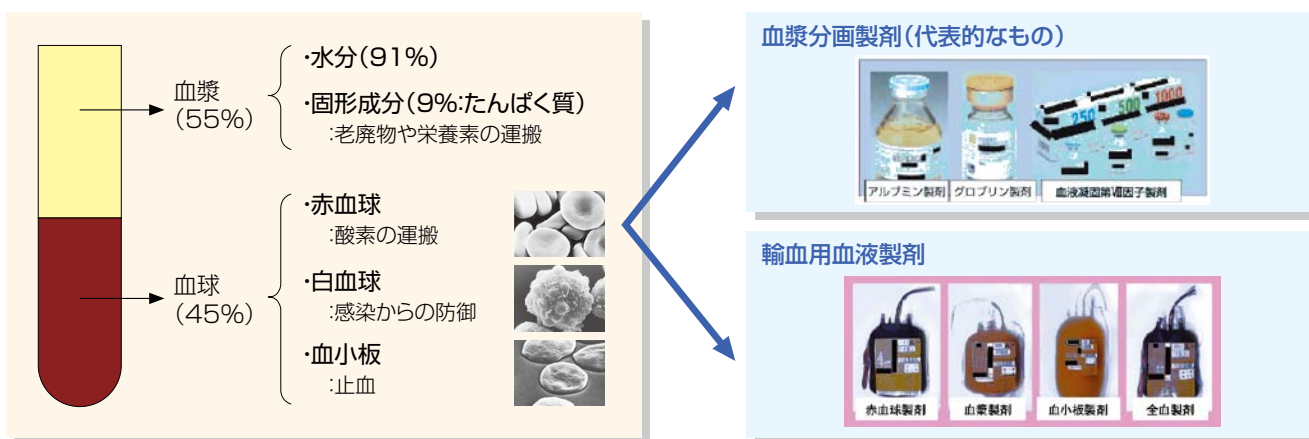 血漿
(55%)
・水分(91%)
・固形成分(9%:たんぱく質)
:老廃物や栄養素の運搬
血球
(45%)
・赤血球
:酸素の運搬
・白血球
:感染からの防御
・血小板
:止血
血漿分画製剤(代表的なもの)
250 500 1000
アルブミン製剤 グロブリン製剤 血液凝固第Ⅷ因子製剤
輸血用血液製剤
赤血球製剤 血漿製剤 血小板製剤 全血製剤